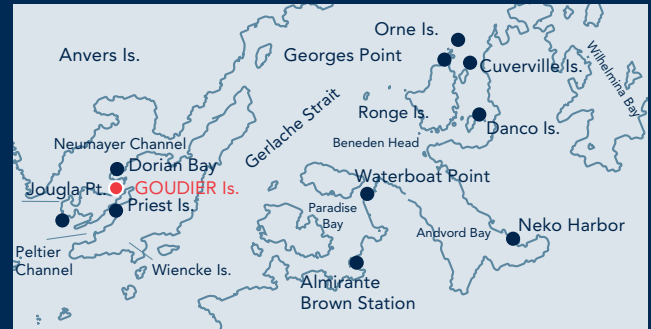 Orne Is.
Anvers Is.
Georges Point
Cuverville Is.
Wilhelmina Bay
Gerlache Strait
Ronge Is.
Danco Is.
Neumayer Channel
Beneden Head
Dorian Bay
Waterboat Point
Jougla Pt.
GOUDIER Is.
Priest Is.
Paradise
Bay
Andvord Bay
Neko Harbor
Peltier
Channel
Wiencke Is.
Almirante
Brown Station